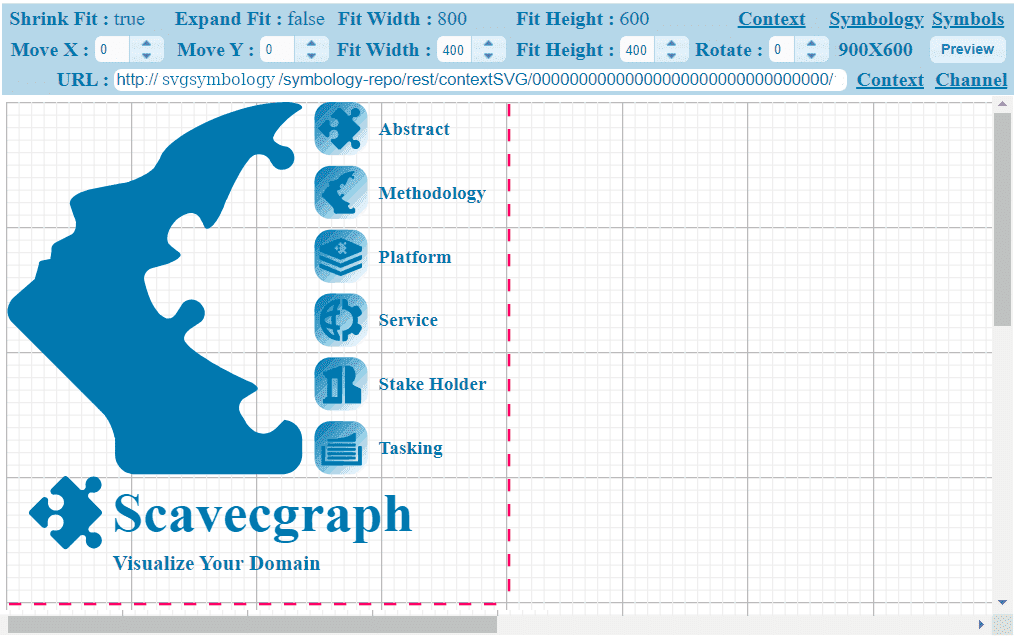 Shrink Fit : true Expand Fit : false Fit Width : 800 Fit Height : 600 Context Symbology Symbols
Move X : 0 Move Y : 0 Fit Width : 400 Fit Height : 400 Rotate : 0 900X600 Preview
URL : http:// svgsymbology /symbology-repo/rest/contextSVG/ Context Channel
Abstract
Methodology
Platform
Service
Stake Holder
Tasking
Scavecgraph
Visualize Your Domain